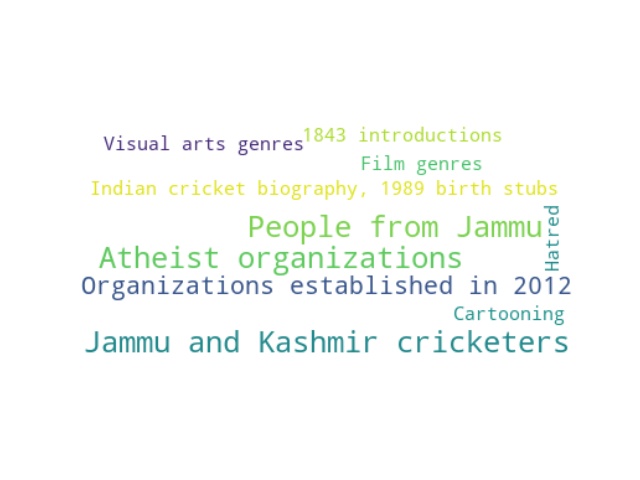 1843 introductions
Visual arts genres
Film genres
Indian cricket biography, 1989 birth stubs
People from Jammu
Hatred
Atheist organizations
Organizations established in 2012
Cartooning
Jammu and Kashmir cricketers